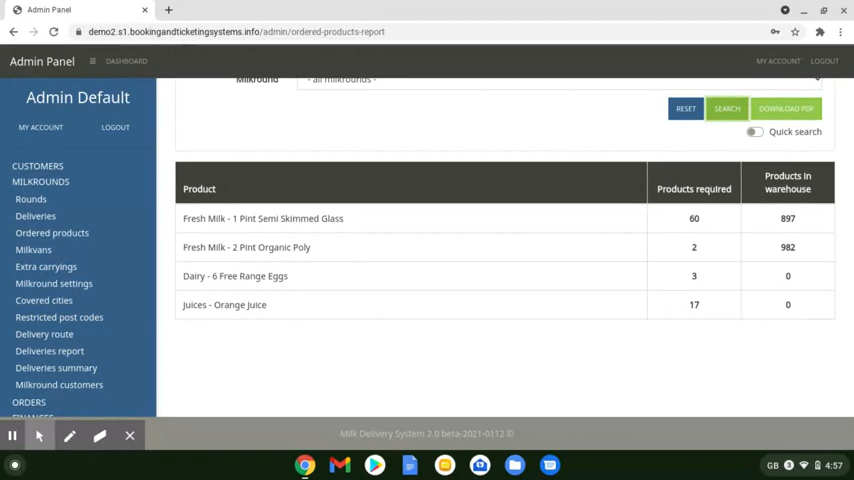 Admin Panel
demo2.s1.bookingandticketingsystems.info/admin/ordered-products-report
Admin Panel DASHBOARD MY ACCOUNT LOGOUT
Admin Default
MY ACCOUNT LOGOUT
CUSTOMERS
MILKROUNDS
Rounds
Deliveries
Ordered products
Milkvans
Extra carryings
Milkround settings
Covered cities
Restricted post codes
Delivery route
Deliveries report
Deliveries summary
Milkround customers
ORDERS
FINANCES
Milkround - all milkrounds -
RESET SEARCH DOWNLOAD PDF
Quick search
Product Products required Products in warehouse
Fresh Milk - 1 Pint Semi Skimmed Glass 60 897
Fresh Milk - 2 Pint Organic Poly 2 982
Dairy - 6 Free Range Eggs 3 0
Juices - Orange Juice 17 0
Milk Delivery System 2.0 beta-2021-0112 ©
GB 3 4:57